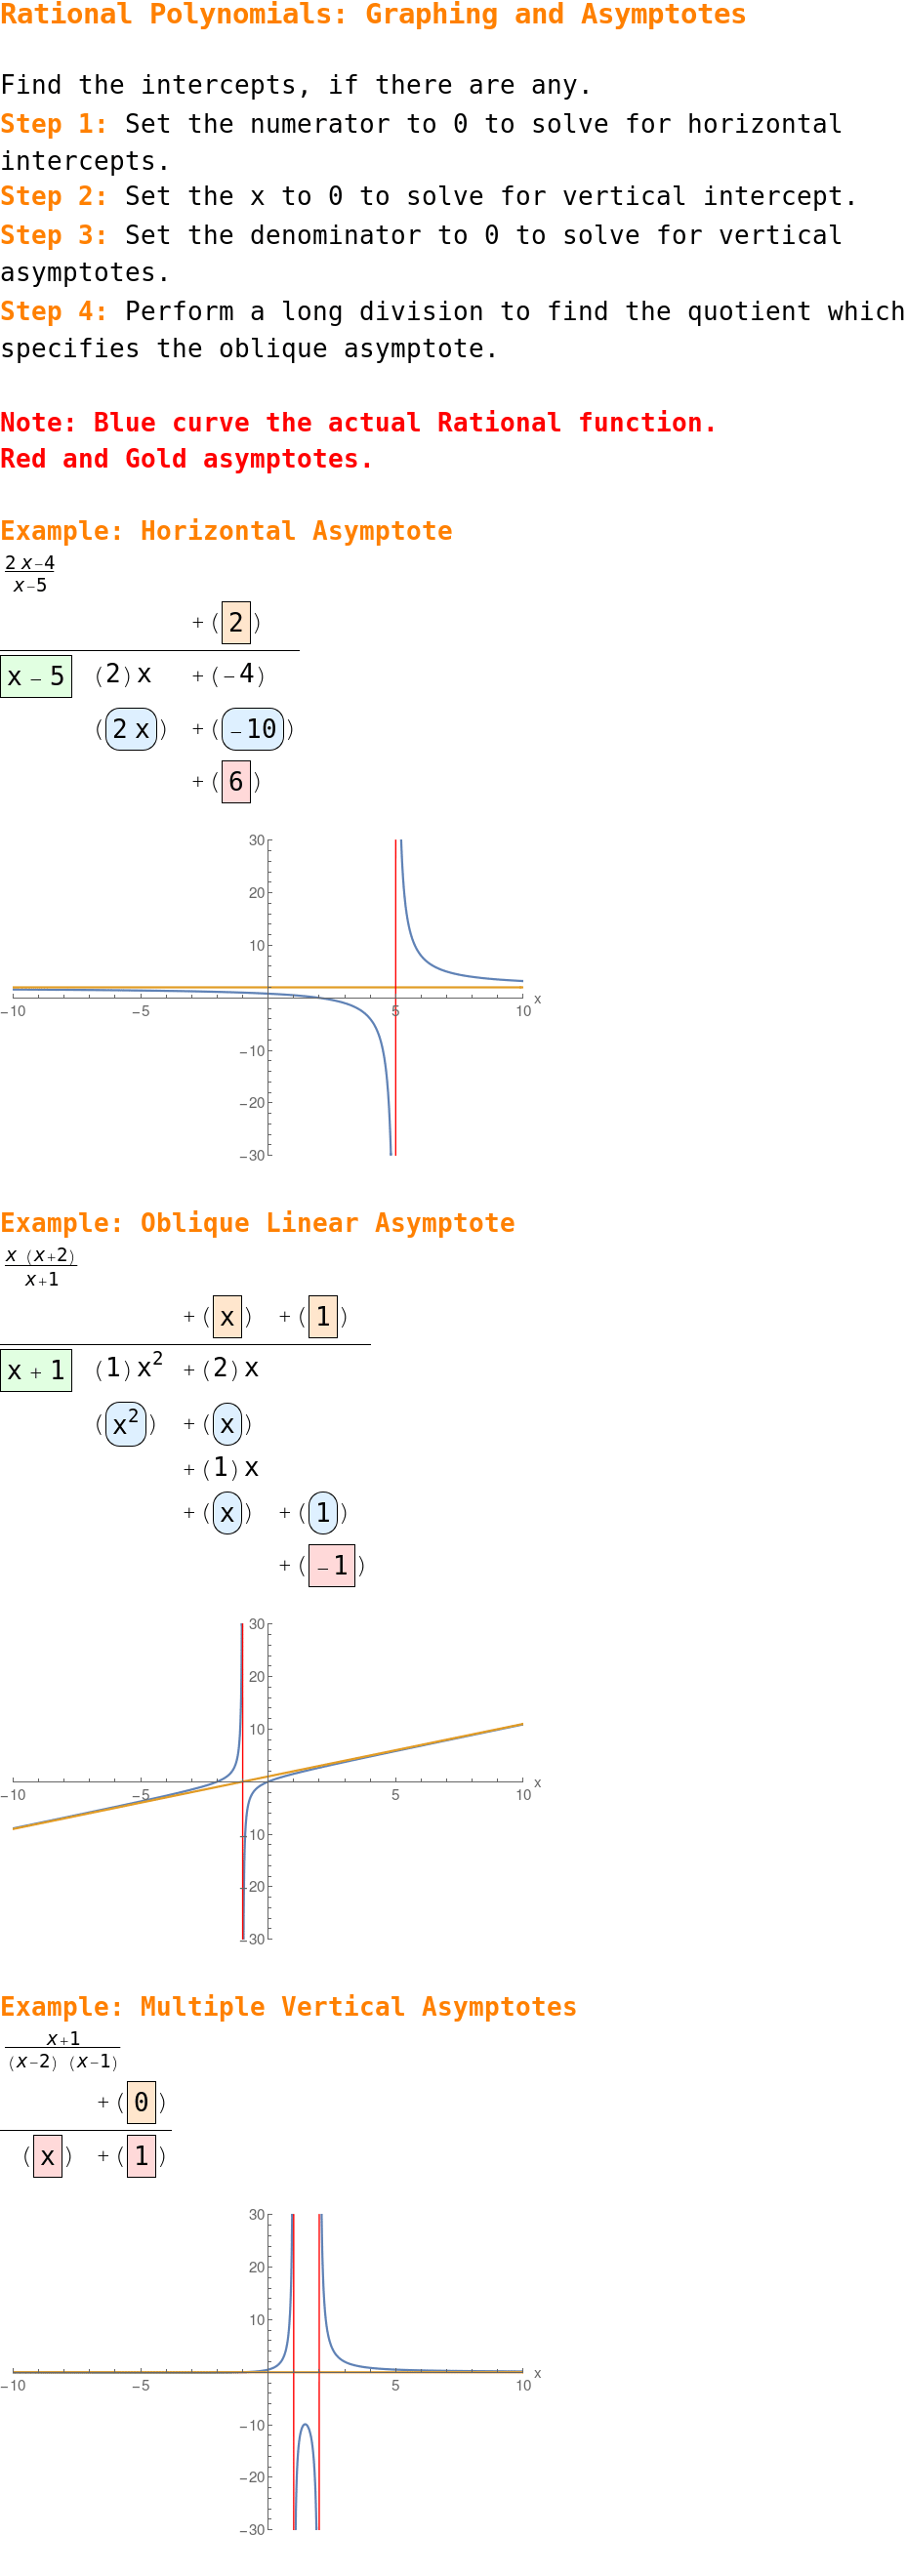 Rational Polynomials: Graphing and Asymptotes
Find the intercepts, if there are any.
Step 1: Set the numerator to 0 to solve for horizontal
intercepts.
Step 2: Set the x to 0 to solve for vertical intercept.
Step 3: Set the denominator to 0 to solve for vertical
asymptotes.
Step 4: Perform a long division to find the quotient which
specifies the oblique asymptote.
Note: Blue curve the actual Rational function.
Red and Gold asymptotes.
Example: Horizontal Asymptote
2 x-4
x-5
+ (2)
x - 5 (2) x + (-4)
(2 x) + (-10)
+ (6)
30
20
10
-10 -5 5 10 x
-10
-20
-30
Example: Oblique Linear Asymptote
x (x+2)
x+1
+ (x) + (1)
x + 1 (1) x² + (2) x
(x²) + (x)
+ (1) x
+ (x) + (1)
+ (-1)
30
20
10
-10 -5 5 10 x
-10
-20
-30
Example: Multiple Vertical Asymptotes
x+1
(x-2) (x-1)
+ (0)
(x) + (1)
30
20
10
-10 -5 5 10 x
-10
-20
-30